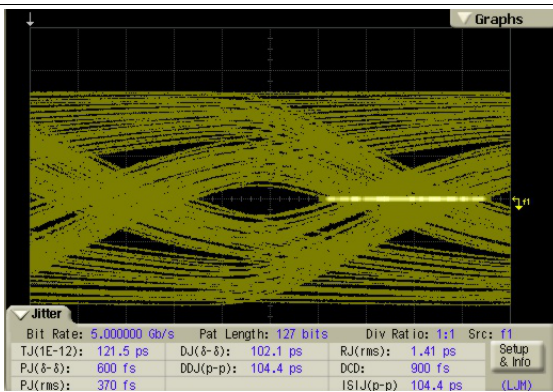 Graphs
f1
Jitter
Bit Rate: 5.000000 Gb/s Pat Length: 127 bits Div Ratio: 1:1 Src: f1
TJ(1E-12): 121.5 ps DJ(δ-δ): 102.1 ps RJ(rms): 1.41 ps
PJ(δ-δ): 600 fs DDJ(p-p): 104.4 ps DCD: 900 fs
PJ(rms): 370 fs ISIJ(p-p) 104.4 ps
Setup
& Info
(LJM)